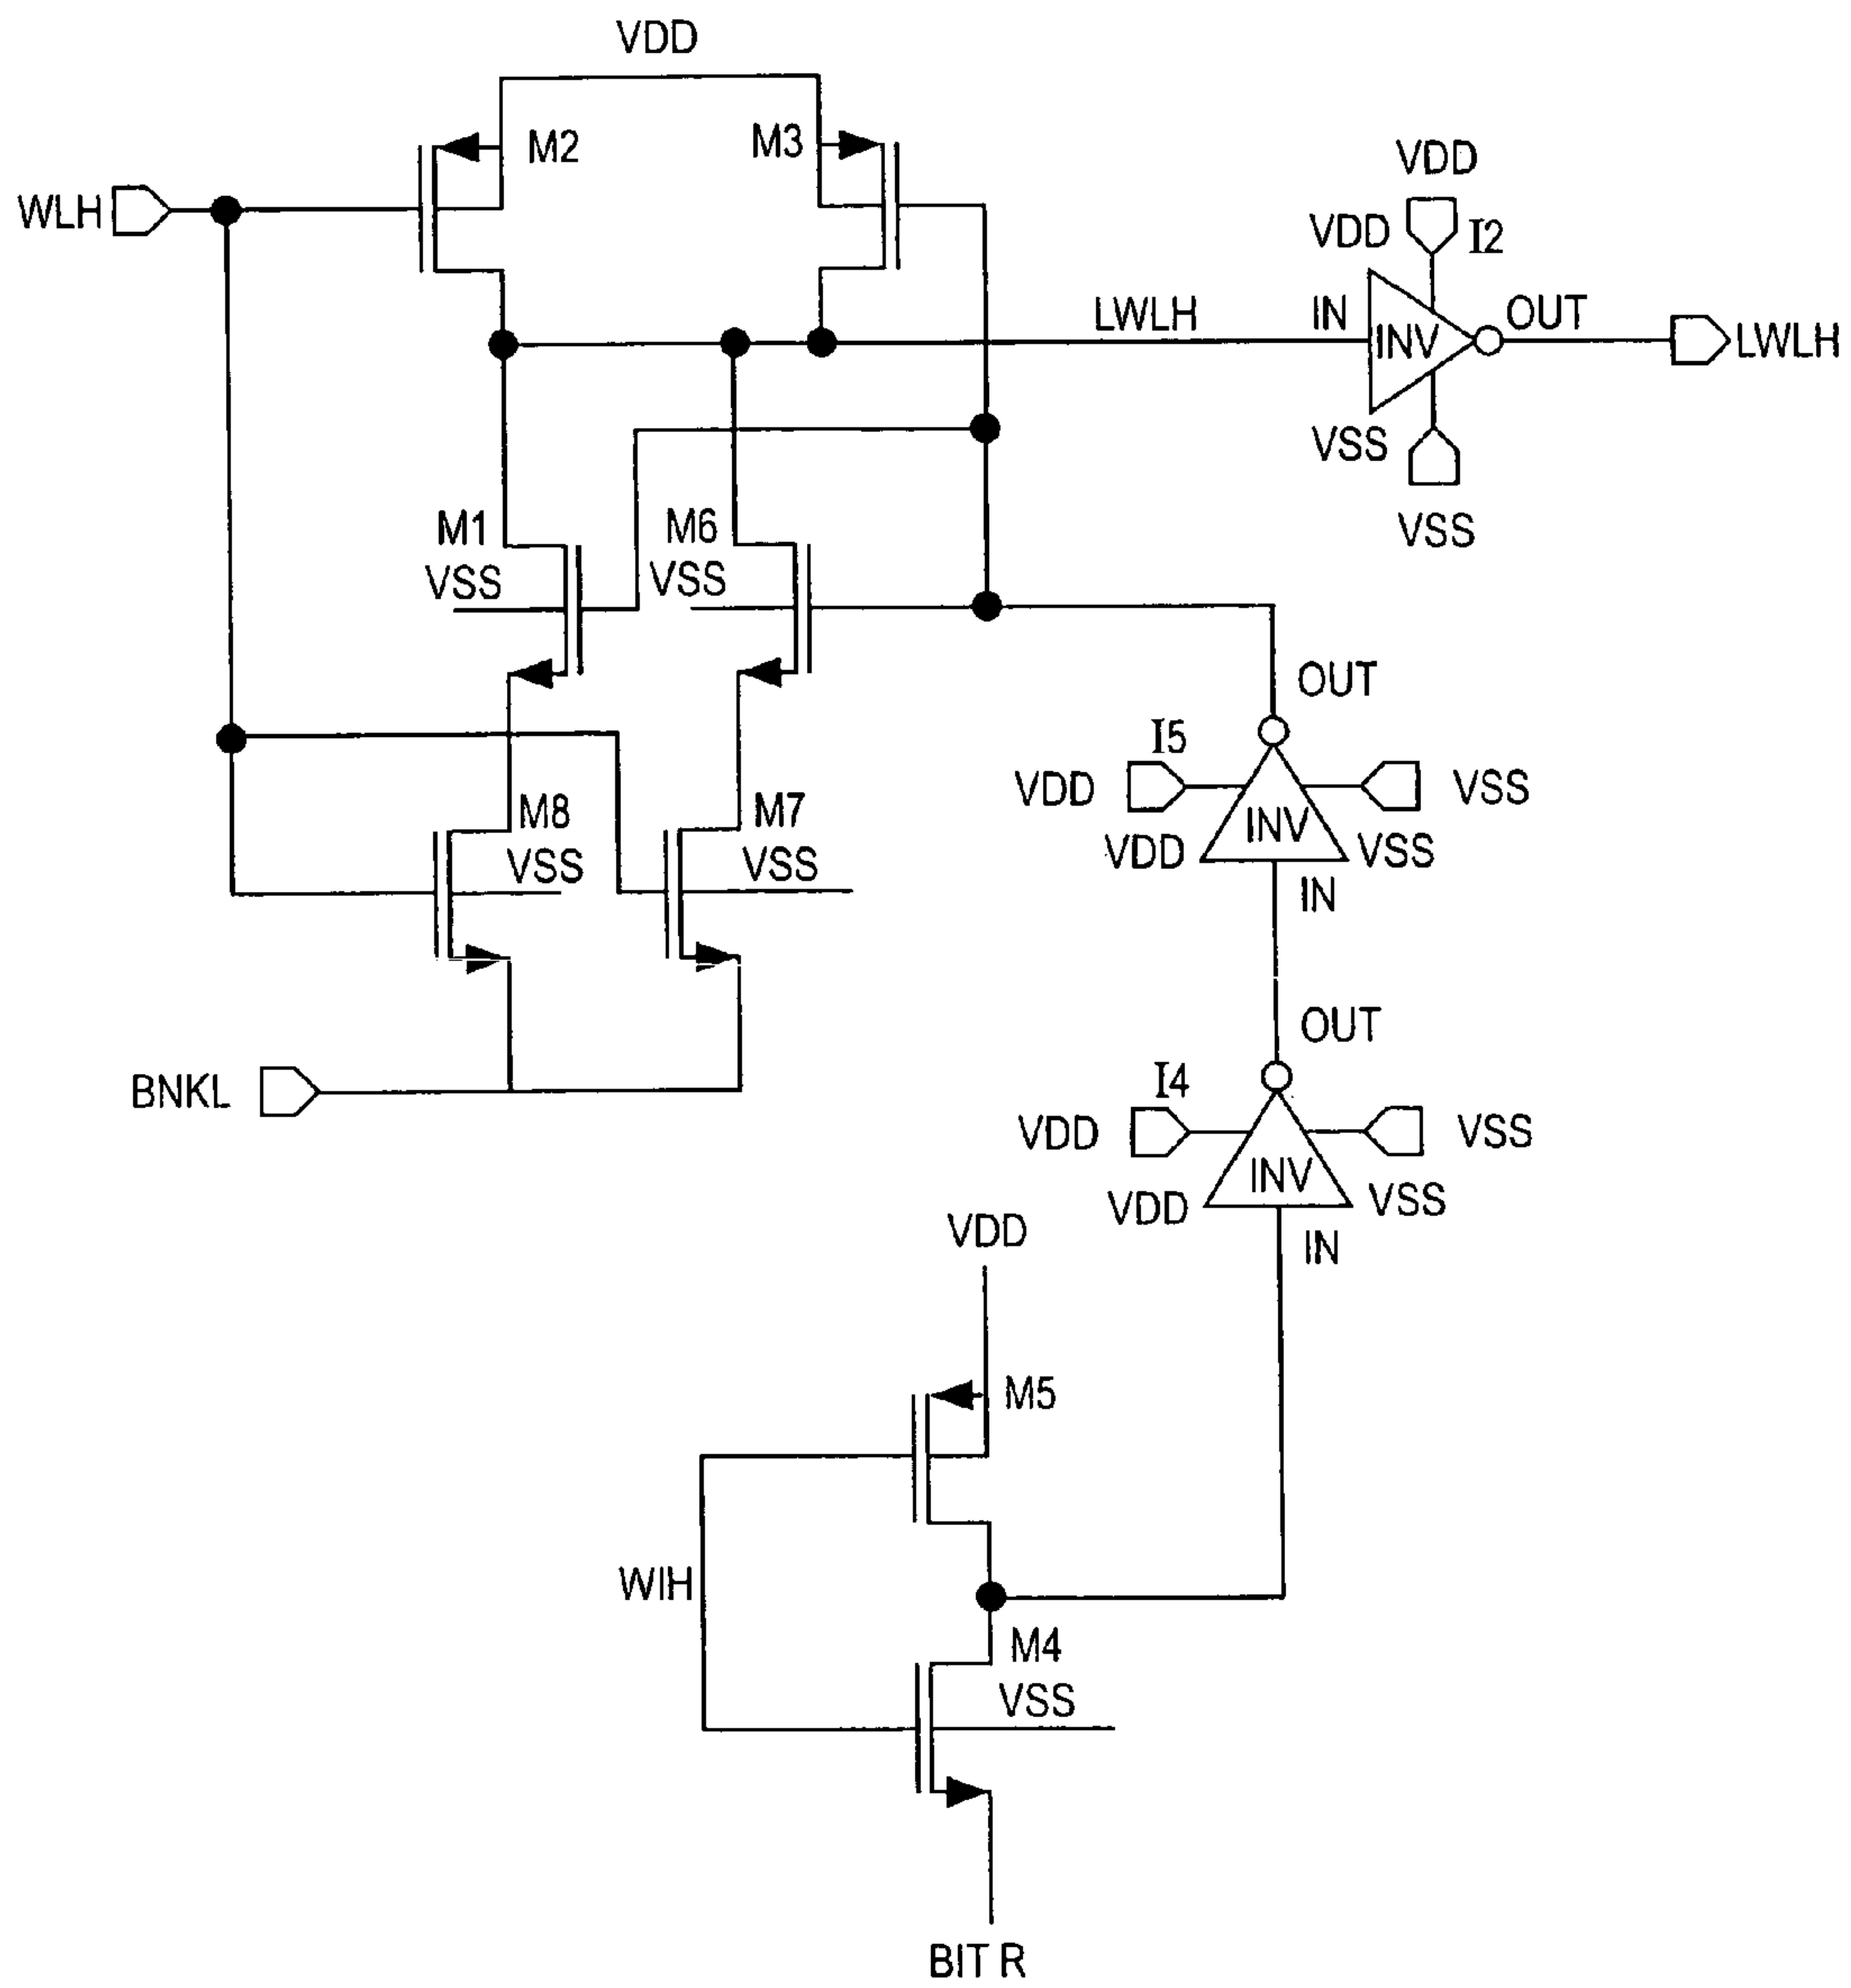 VDD
M2
M3
WLH
VDD
VDD
I2
LWLH
IN
INV
OUT
LWLH
VSS
VSS
M1
VSS
M6
VSS
OUT
I5
VDD
VSS
INV
VDD
VSS
IN
M8
VSS
M7
VSS
OUT
BNKL
I4
VDD
VSS
INV
VDD
VSS
IN
VDD
M5
WIH
M4
VSS
BIT R